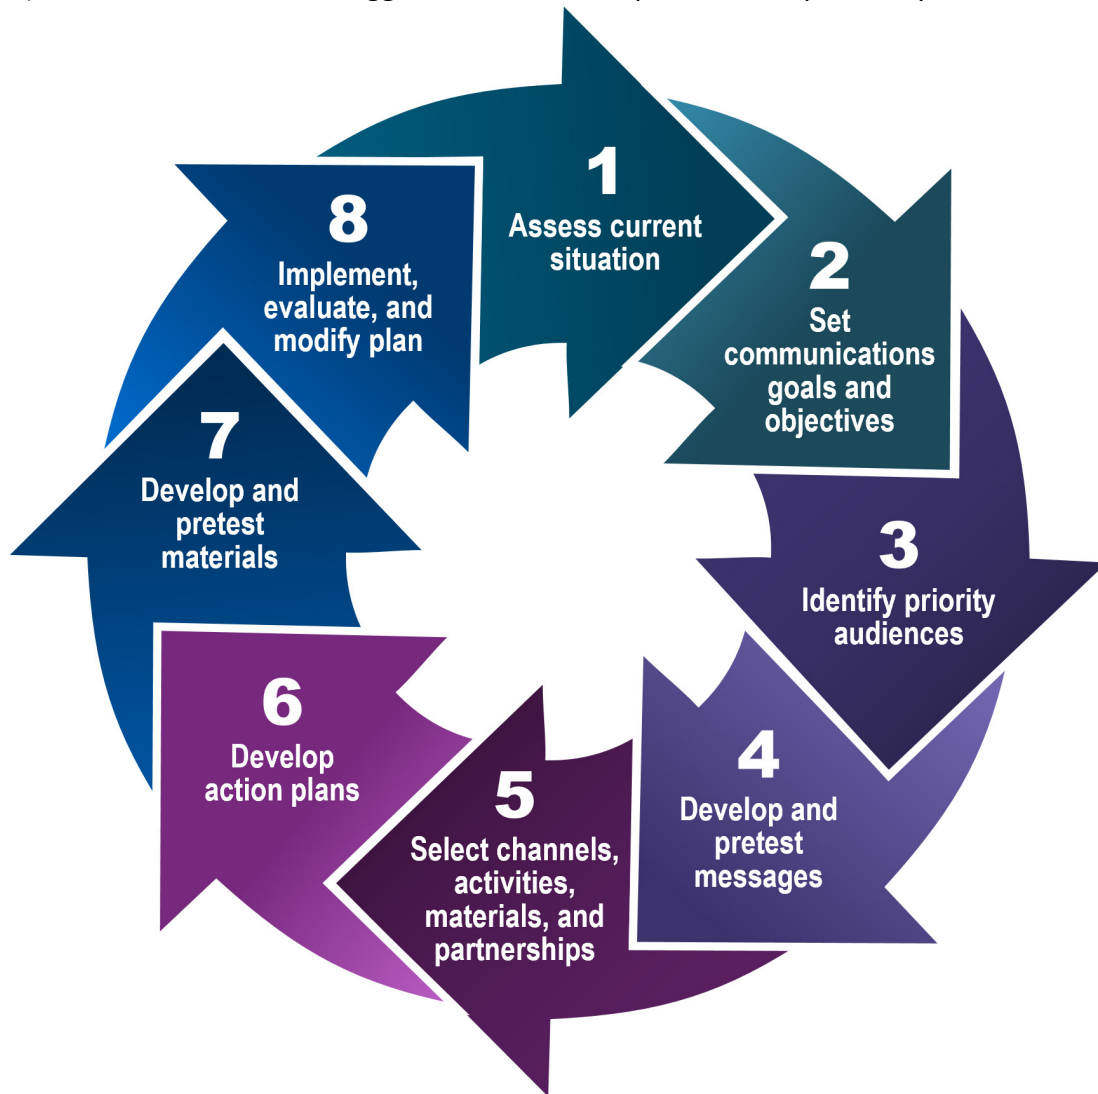 1
Assess current
situation
2
Set
communications
goals and
objectives
3
Identify priority
audiences
4
Develop and
pretest
messages
5
Select channels,
activities,
materials, and
partnerships
6
Develop
action plans
7
Develop and
pretest
materials
8
Implement,
evaluate, and
modify plan